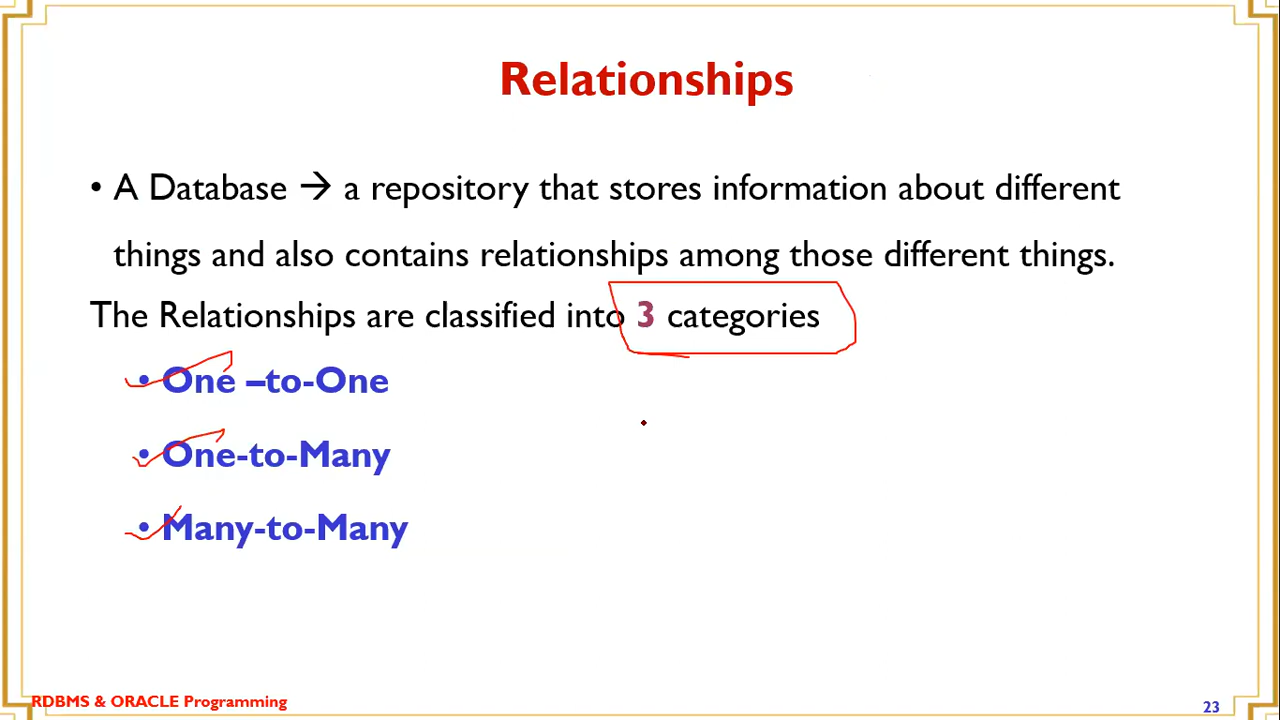 Relationships
• A Database → a repository that stores information about different
things and also contains relationships among those different things.
The Relationships are classified into 3 categories
• One –to-One
• One-to-Many
• Many-to-Many
RDBMS & ORACLE Programming
23